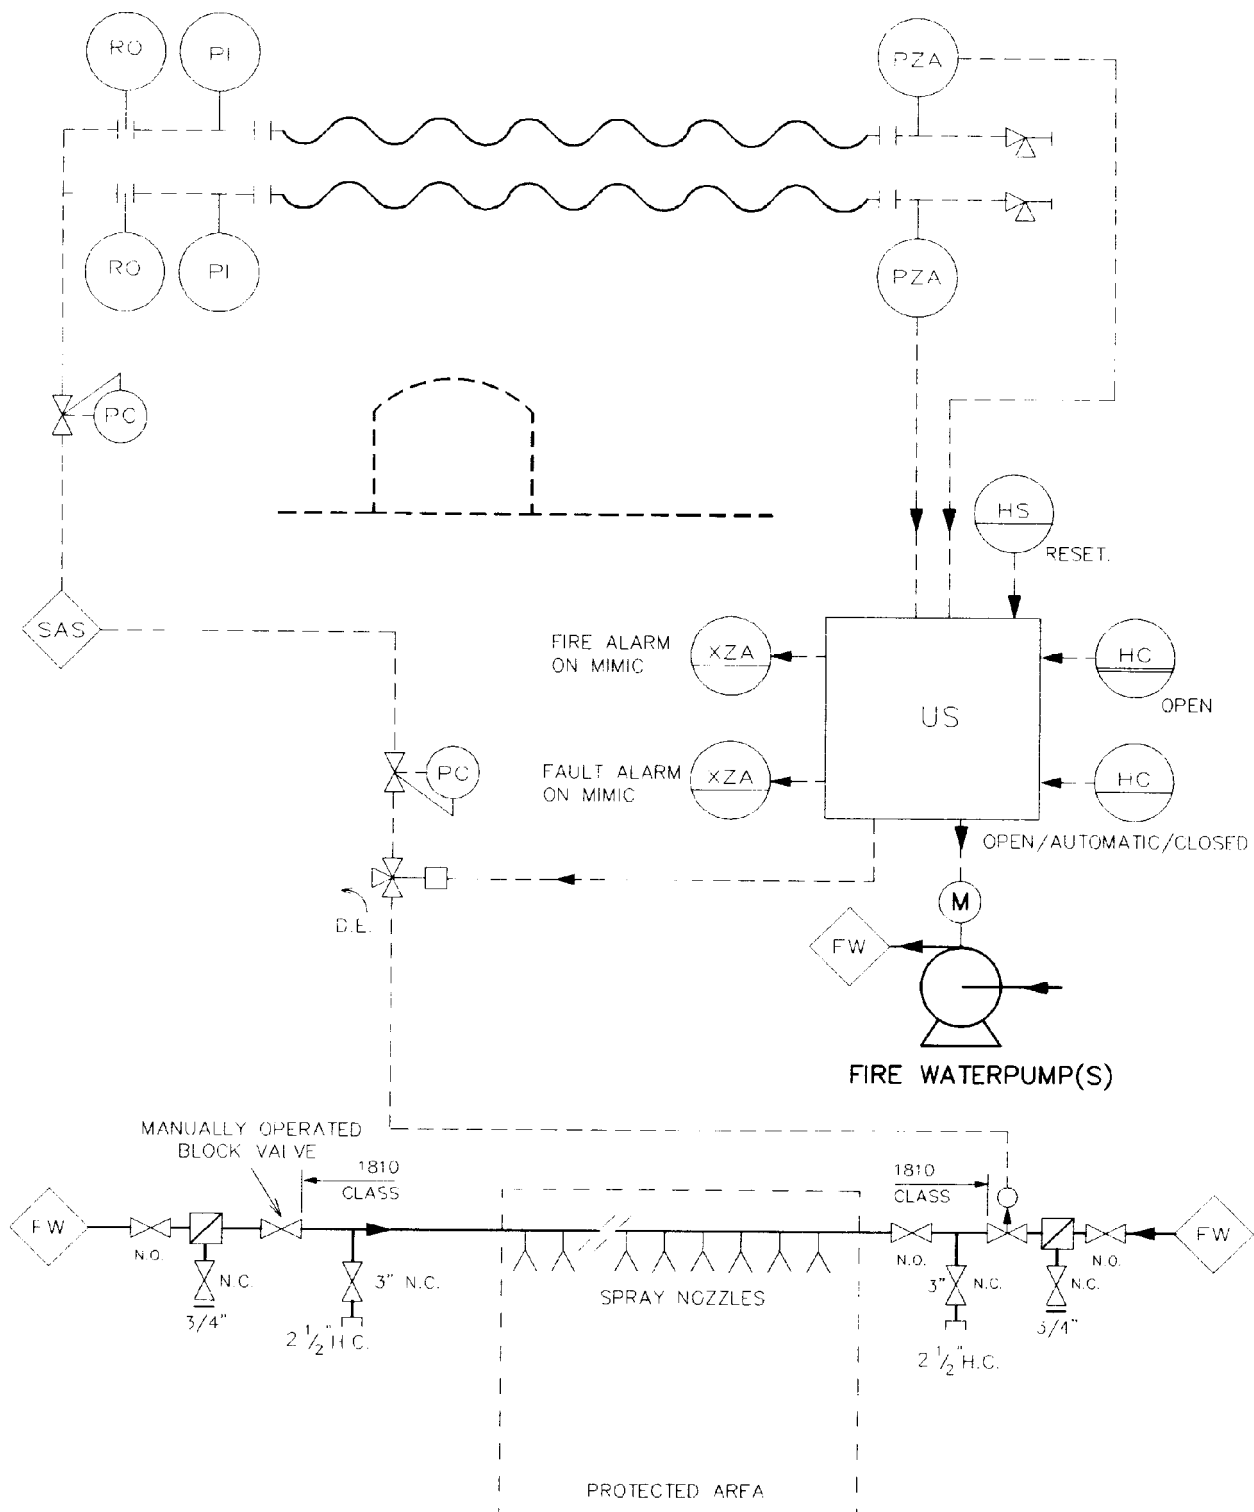 RO
PI
PZA
RO
PI
PZA
PC
HS
RESET.
SAS
FIRE ALARM
ON MIMIC
XZA
HC
OPEN
US
PC
FAULT ALARM
ON MIMIC
XZA
HC
OPEN/AUTOMATIC/CLOSED
D.E.
M
FW
FIRE WATERPUMP(S)
MANUALLY OPERATED
BLOCK VALVE
1810
CLASS
1810
CLASS
FW
FW
N.O.
N.O.
N.O.
N.C.
3" N.C.
SPRAY NOZZLES
3"
N.C.
N.C.
3/4"
3/4"
2 1/2" H.C.
2 1/2" H.C.
PROTECTED AREA